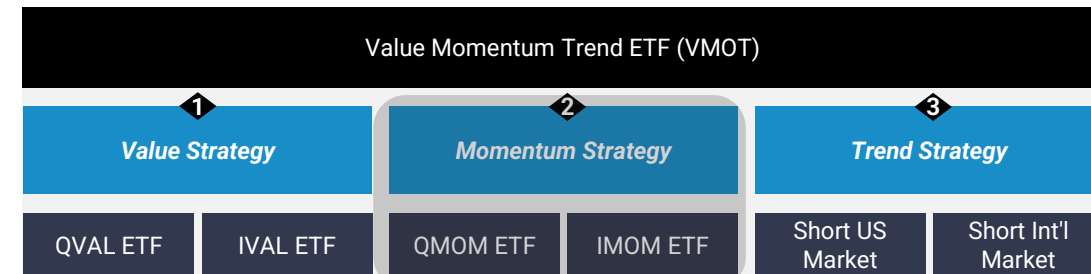 Value Momentum Trend ETF (VMOT)
1
2
3
Value Strategy
Momentum Strategy
Trend Strategy
QVAL ETF
IVAL ETF
QMOM ETF
IMOM ETF
Short US
Market
Short Int'l
Market